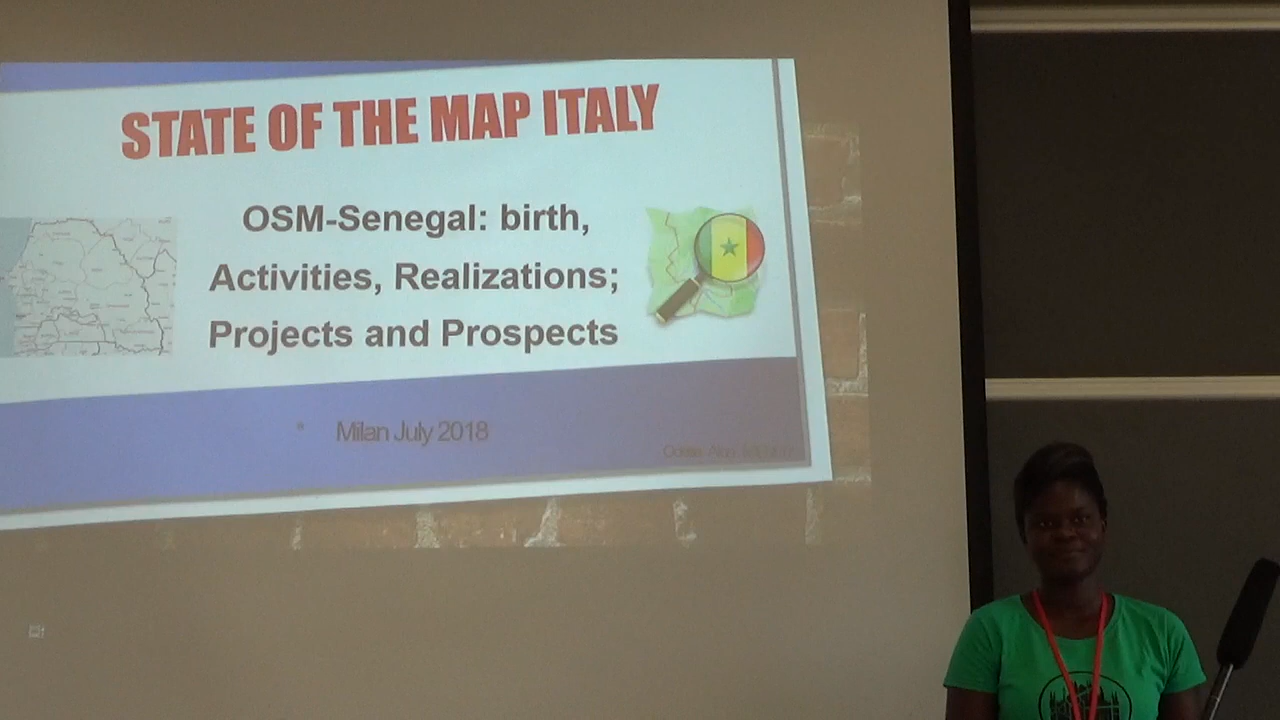 STATE OF THE MAP ITALY
OSM-Senegal: birth,
Activities, Realizations;
Projects and Prospects
• Milan July 2018